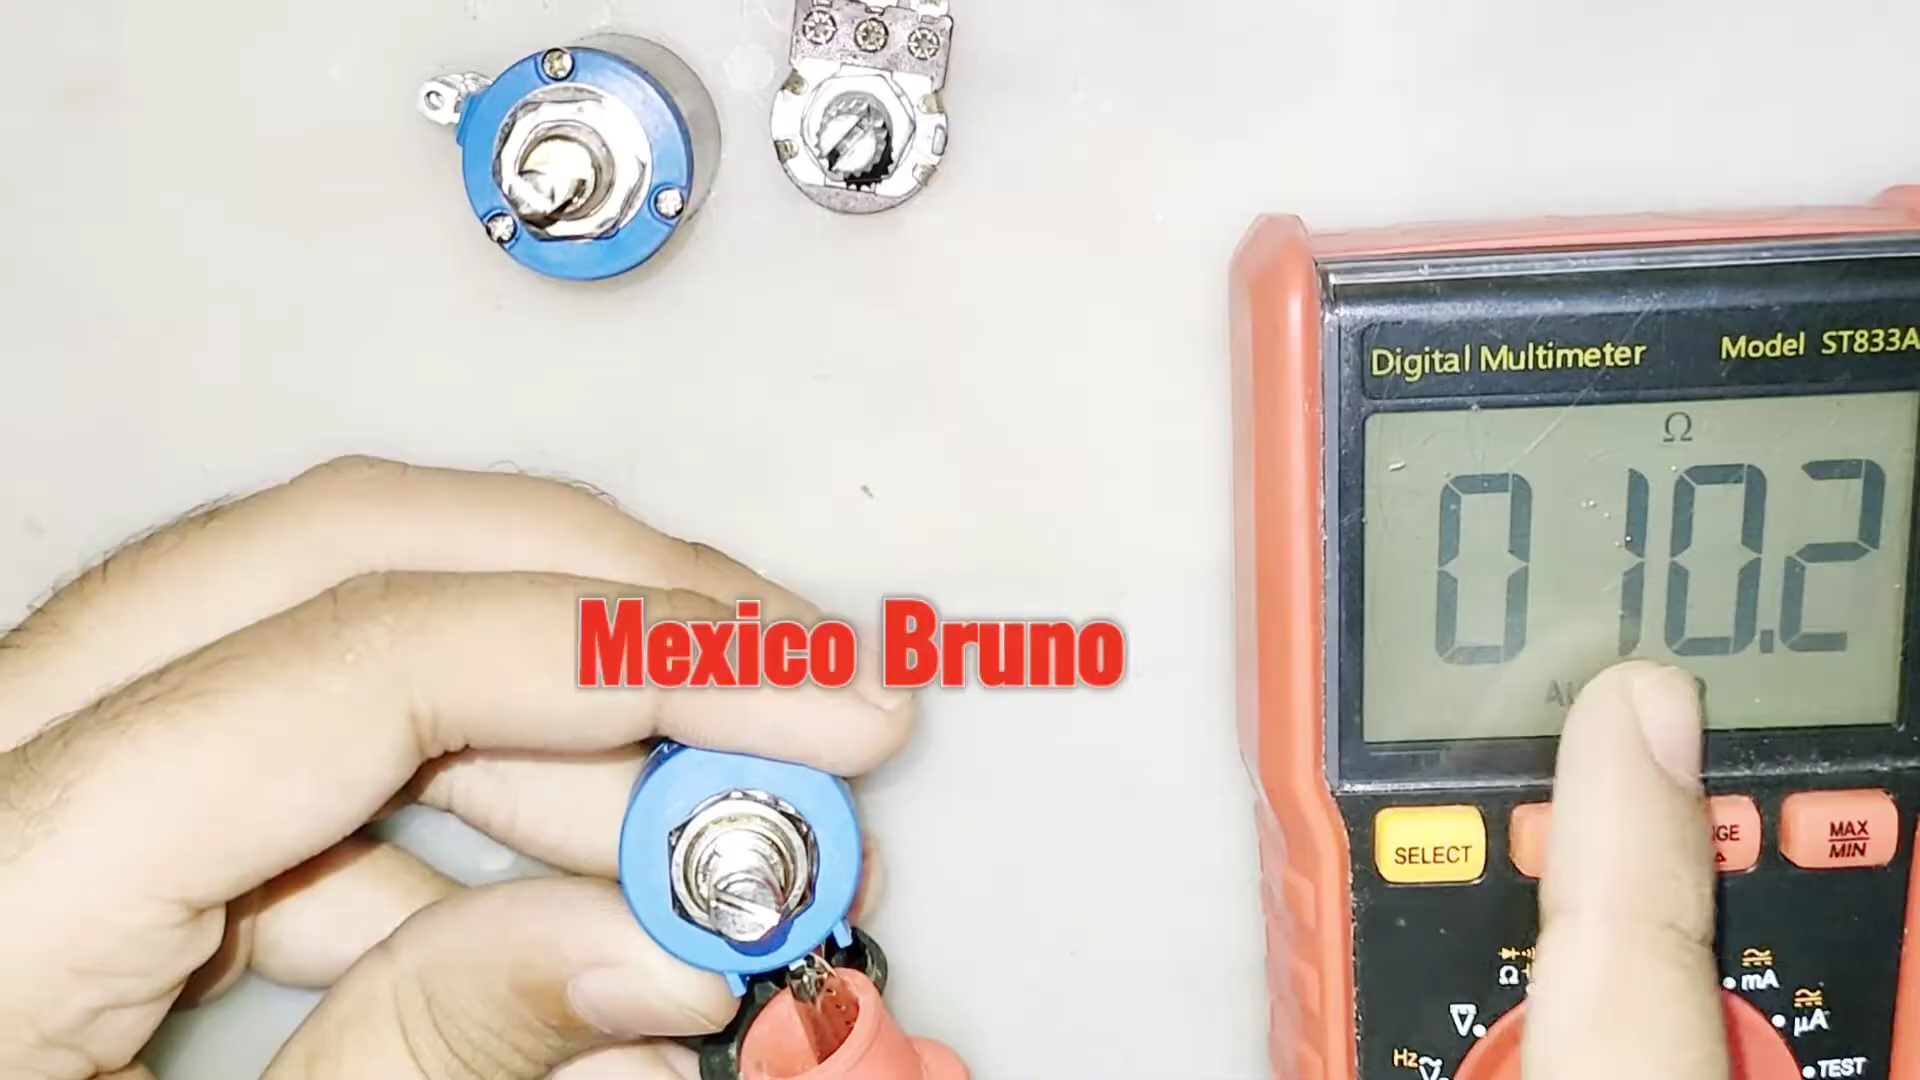 Digital Multimeter Model ST833A
Ω
010.2
Mexico Bruno
SELECT
MAX
MIN
Ω
mA
V
μA
Hz
V
TEST